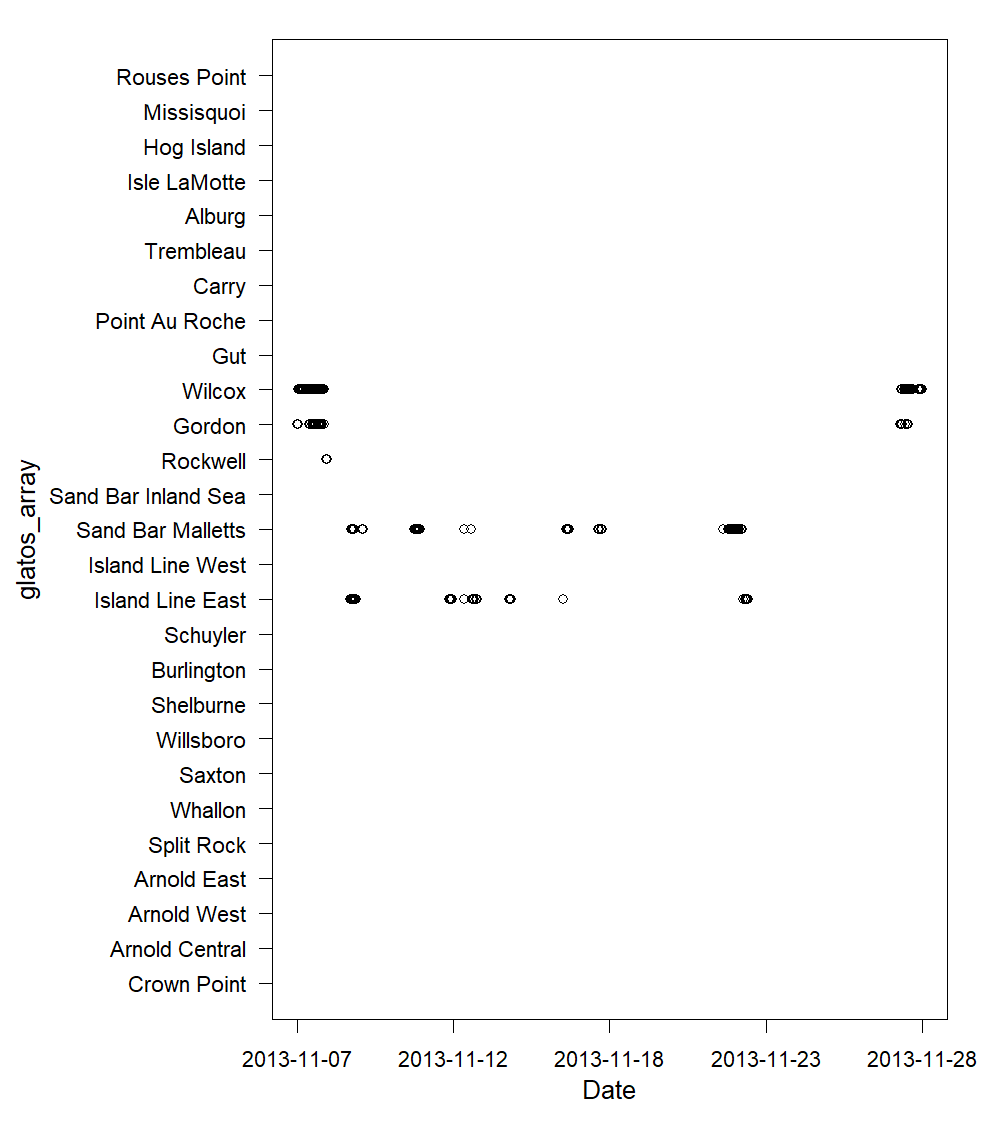 Rouses Point
Missisquoi
Hog Island
Isle LaMotte
Alburg
Trembleau
Carry
Point Au Roche
Gut
Wilcox
Gordon
Rockwell
Sand Bar Inland Sea
Sand Bar Malletts
Island Line West
Island Line East
Schuyler
Burlington
Shelburne
Willsboro
Saxton
Whallon
Split Rock
Arnold East
Arnold West
Arnold Central
Crown Point
glatos_array
2013-11-07 2013-11-12 2013-11-18 2013-11-23 2013-11-28
Date